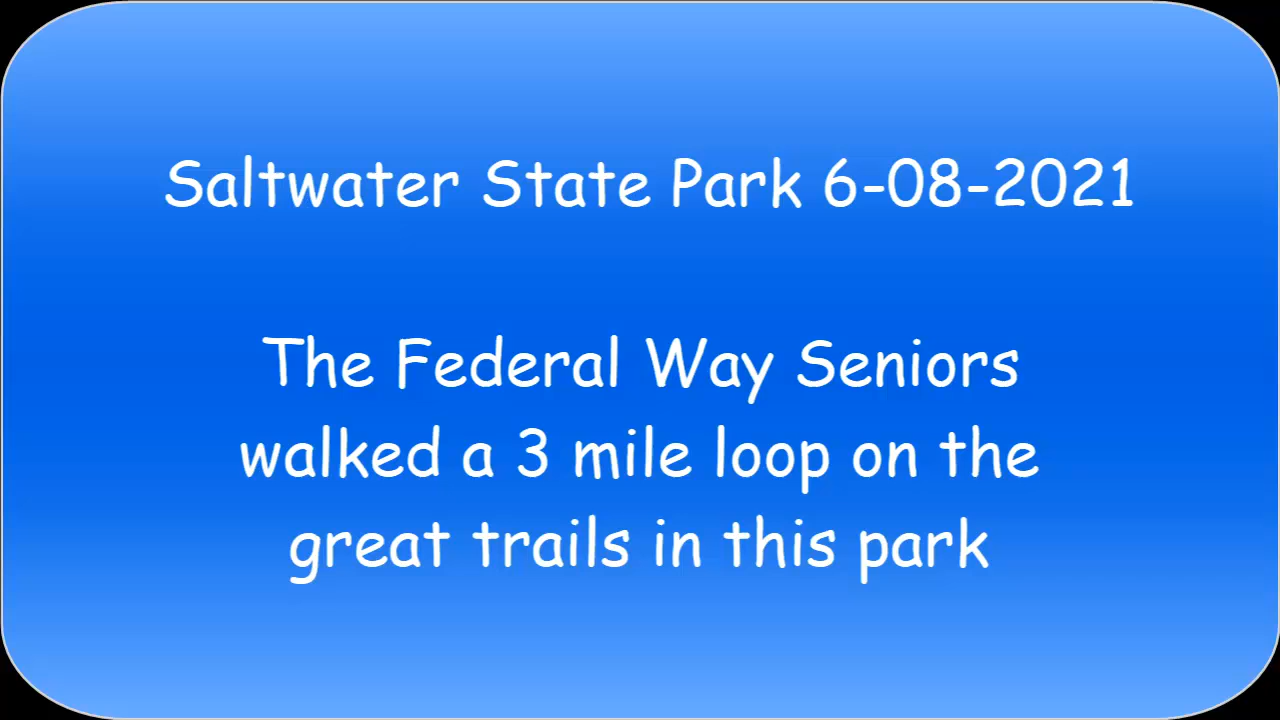 Saltwater State Park 6-08-2021
The Federal Way Seniors
walked a 3 mile loop on the
great trails in this park